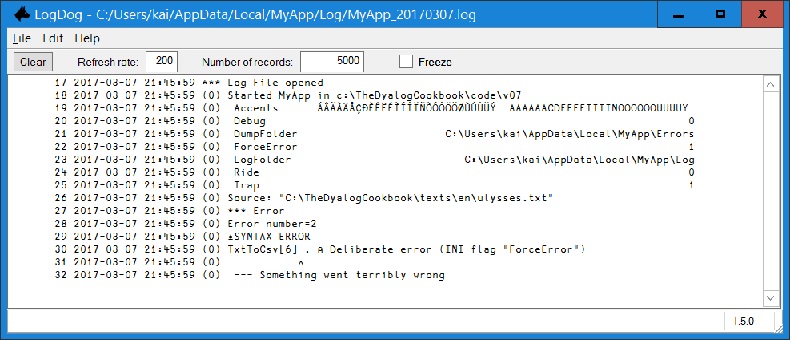 LogDog - C:/Users/kai/AppData/Local/MyApp/Log/MyApp_20170307.log
File Edit Help
Clear Refresh rate: 200 Number of records: 5000 Freeze
17 2017-03-07 21:45:59 *** Log File opened
18 2017-03-07 21:45:59 (0) Started MyApp in c:\TheDyalogCookbook\code\v07
19 2017-03-07 21:45:59 (0) Accents
20 2017-03-07 21:45:59 (0) Debug 0
21 2017-03-07 21:45:59 (0) DumpFolder C:\Users\kai\AppData\Local\MyApp\Errors
22 2017-03-07 21:45:59 (0) ForceError 1
23 2017-03-07 21:45:59 (0) LogFolder C:\Users\kai\AppData\Local\MyApp\Log
24 2017-03-07 21:45:59 (0) Ride 0
25 2017-03-07 21:45:59 (0) Trap 1
26 2017-03-07 21:45:59 (0) Source: "C:\TheDyalogCookbook\texts\en\ulysses.txt"
27 2017-03-07 21:45:59 (0) *** Error
28 2017-03-07 21:45:59 (0) Error number=2
29 2017-03-07 21:45:59 (0) ⍎SYNTAX ERROR
30 2017-03-07 21:45:59 (0) TxtToCsv[6] . ⍝ Deliberate error (INI flag "ForceError")
31 2017-03-07 21:45:59 (0) ^
32 2017-03-07 21:45:59 (0) --- Something went terribly wrong
1.5.0